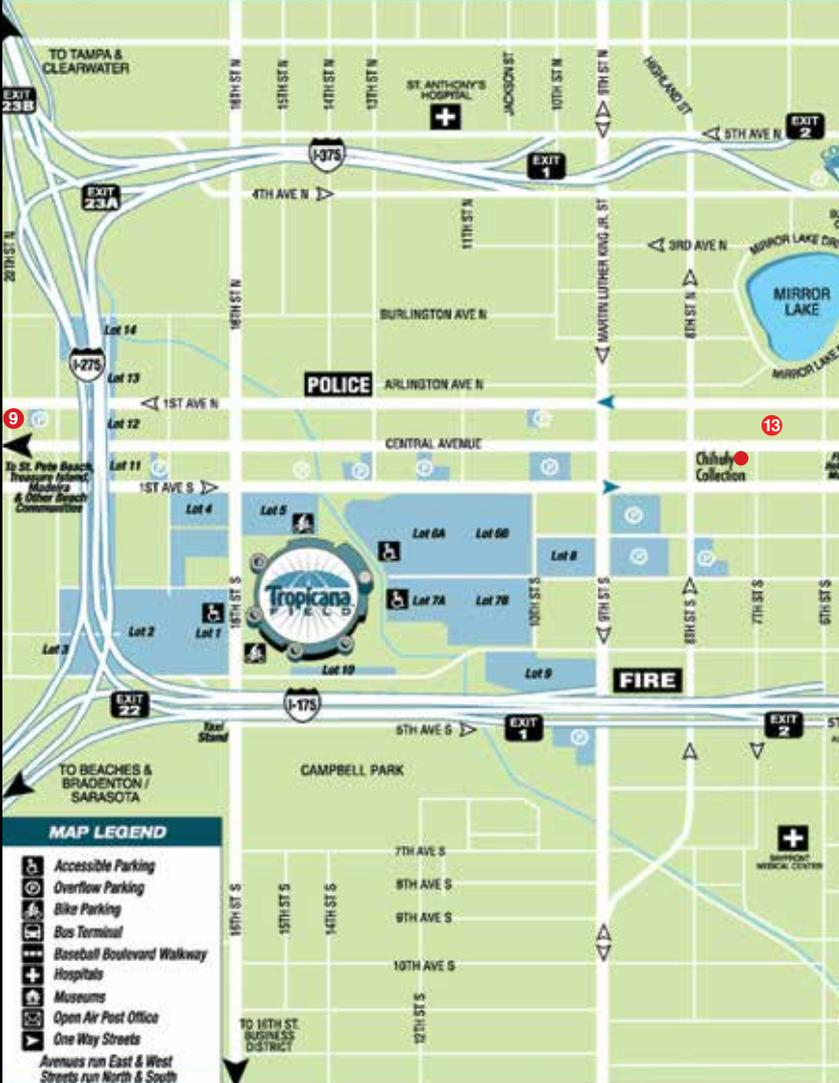 TO TAMPA &
CLEARWATER
EXIT
23B
16TH ST N
15TH ST N
14TH ST N
13TH ST N
ST. ANTHONY'S
HOSPITAL
JACKSON ST
10TH ST N
9TH ST N
HIGHLAND ST
5TH AVE N
EXIT
2
I-375
EXIT
1
EXIT
23A
4TH AVE N
11TH ST N
MARTIN LUTHER KING JR. ST
3RD AVE N
MIRROR LAKE
20TH ST N
16TH ST N
8TH ST N
MIRROR
LAKE
BURLINGTON AVE N
Lot 14
I-275
Lot 13
POLICE
ARLINGTON AVE N
MIRROR LAKE
1ST AVE N
9
Lot 12
13
CENTRAL AVENUE
To St. Pete Beach,
Treasure Island,
Madeira
& Other Beach
Communities
Lot 11
Chihuly
Collection
1ST AVE S
Lot 4
Lot 5
Lot 6A
Lot 6B
Lot 8
Tropicana
FIELD
Lot 7A
Lot 7B
16TH ST S
10TH ST S
9TH ST S
8TH ST S
7TH ST S
6TH ST S
Lot 3
Lot 2
Lot 1
Lot 10
Lot 9
FIRE
EXIT
22
I-175
Taxi
Stand
5TH AVE S
EXIT
1
EXIT
2
TO BEACHES &
BRADENTON /
SARASOTA
CAMPBELL PARK
BAYFRONT
MEDICAL CENTER
7TH AVE S
8TH AVE S
9TH AVE S
10TH AVE S
16TH ST S
15TH ST S
14TH ST S
12TH ST S
TO 16TH ST.
BUSINESS
DISTRICT
MAP LEGEND
Accessible Parking
Overflow Parking
Bike Parking
Bus Terminal
Baseball Boulevard Walkway
Hospitals
Museums
Open Air Post Office
One Way Streets
Avenues run East & West
Streets run North & South